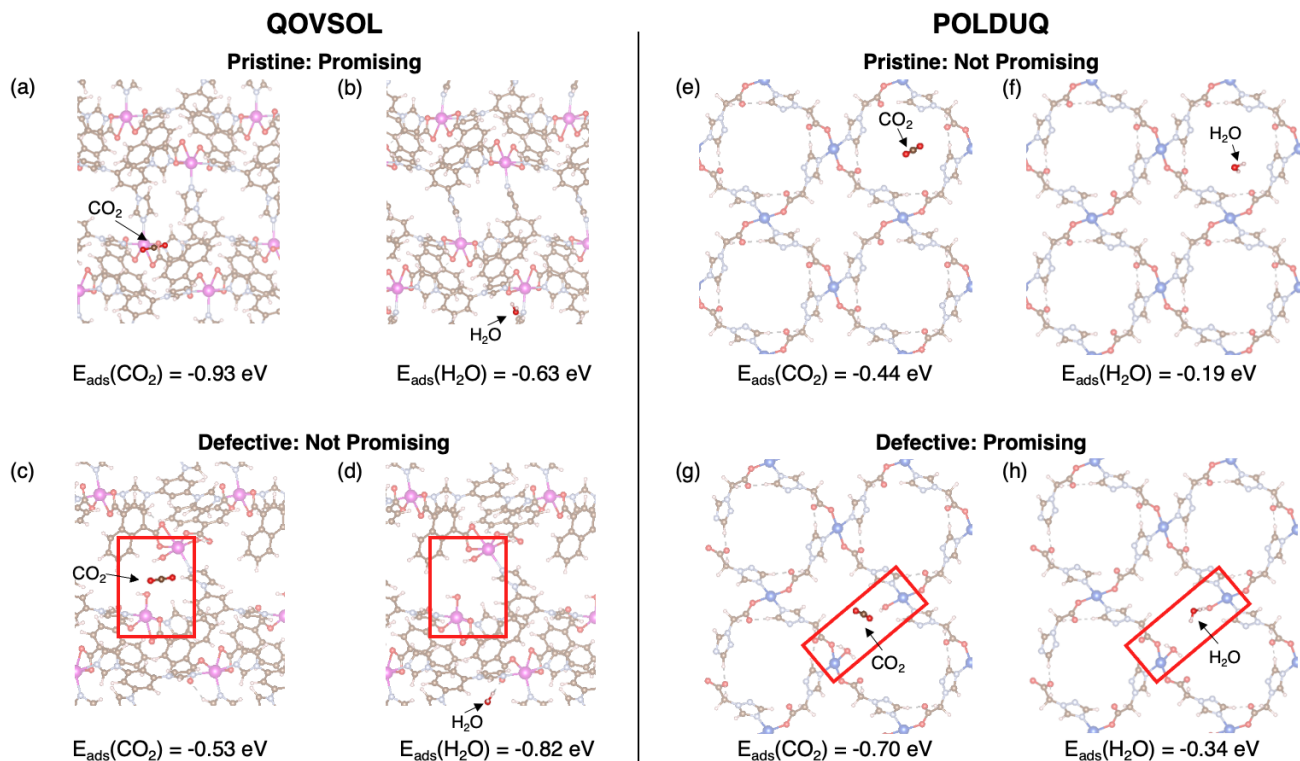 QOVSOL
Pristine: Promising
(a)
(b)
CO₂
H₂O
Eads(CO₂) = -0.93 eV
Eads(H₂O) = -0.63 eV
Defective: Not Promising
(c)
(d)
CO₂
H₂O
Eads(CO₂) = -0.53 eV
Eads(H₂O) = -0.82 eV
POLDUQ
Pristine: Not Promising
(e)
(f)
CO₂
H₂O
Eads(CO₂) = -0.44 eV
Eads(H₂O) = -0.19 eV
Defective: Promising
(g)
(h)
CO₂
H₂O
Eads(CO₂) = -0.70 eV
Eads(H₂O) = -0.34 eV